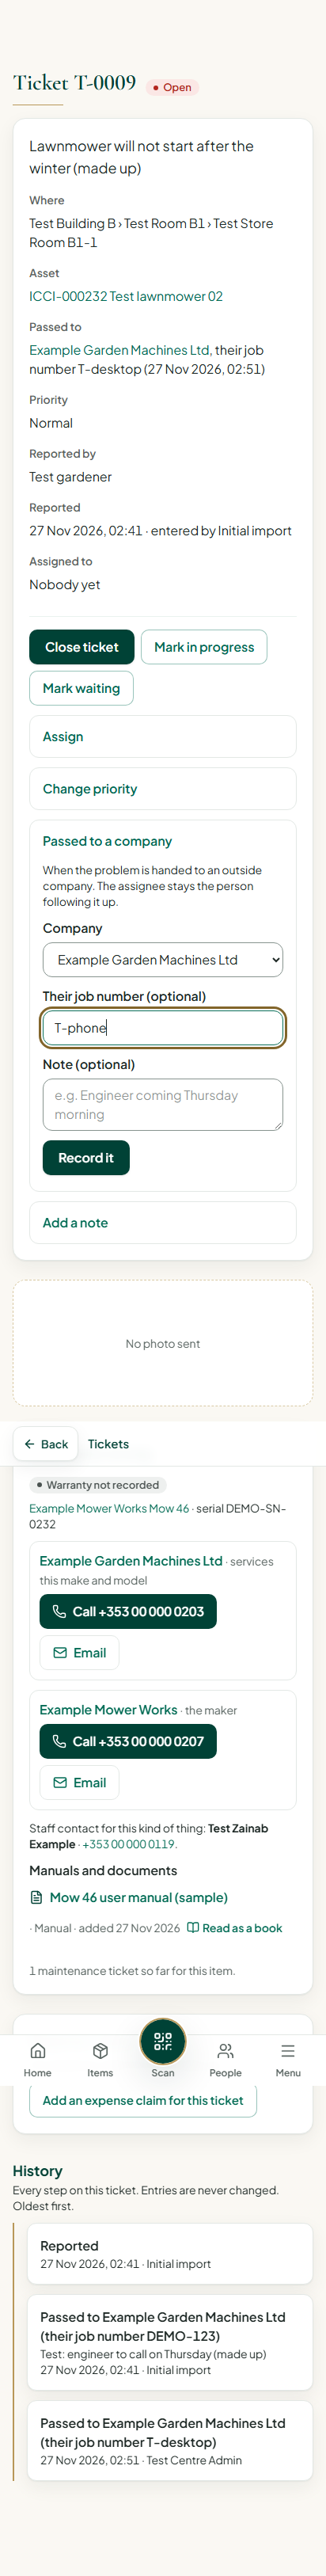 Ticket T-0009
Open
Lawnmower will not start after the
winter (made up)
Where
Test Building B › Test Room B1 › Test Store
Room B1-1
Asset
ICCI-000232 Test lawnmower 02
Passed to
Example Garden Machines Ltd, their job
number T-desktop (27 Nov 2026, 02:51)
Priority
Normal
Reported by
Test gardener
Reported
27 Nov 2026, 02:41 · entered by Initial import
Assigned to
Nobody yet
Close ticket
Mark in progress
Mark waiting
Assign
Change priority
Passed to a company
When the problem is handed to an outside
company. The assignee stays the person
following it up.
Company
Example Garden Machines Ltd
Their job number (optional)
T-phone
Note (optional)
e.g. Engineer coming Thursday
morning
Record it
Add a note
No photo sent
Back
Tickets
Warranty not recorded
Example Mower Works Mow 46 · serial DEMO-SN-
0232
Example Garden Machines Ltd · services
this make and model
Call +353 00 000 0203
Email
Example Mower Works · the maker
Call +353 00 000 0207
Email
Staff contact for this kind of thing: Test Zainab
Example · +353 00 000 0119.
Manuals and documents
Mow 46 user manual (sample)
· Manual · added 27 Nov 2026 Read as a book
1 maintenance ticket so far for this item.
Home
Items
Scan
People
Menu
Add an expense claim for this ticket
History
Every step on this ticket. Entries are never changed.
Oldest first.
Reported
27 Nov 2026, 02:41 · Initial import
Passed to Example Garden Machines Ltd
(their job number DEMO-123)
Test: engineer to call on Thursday (made up)
27 Nov 2026, 02:41 · Initial import
Passed to Example Garden Machines Ltd
(their job number T-desktop)
27 Nov 2026, 02:51 · Test Centre Admin